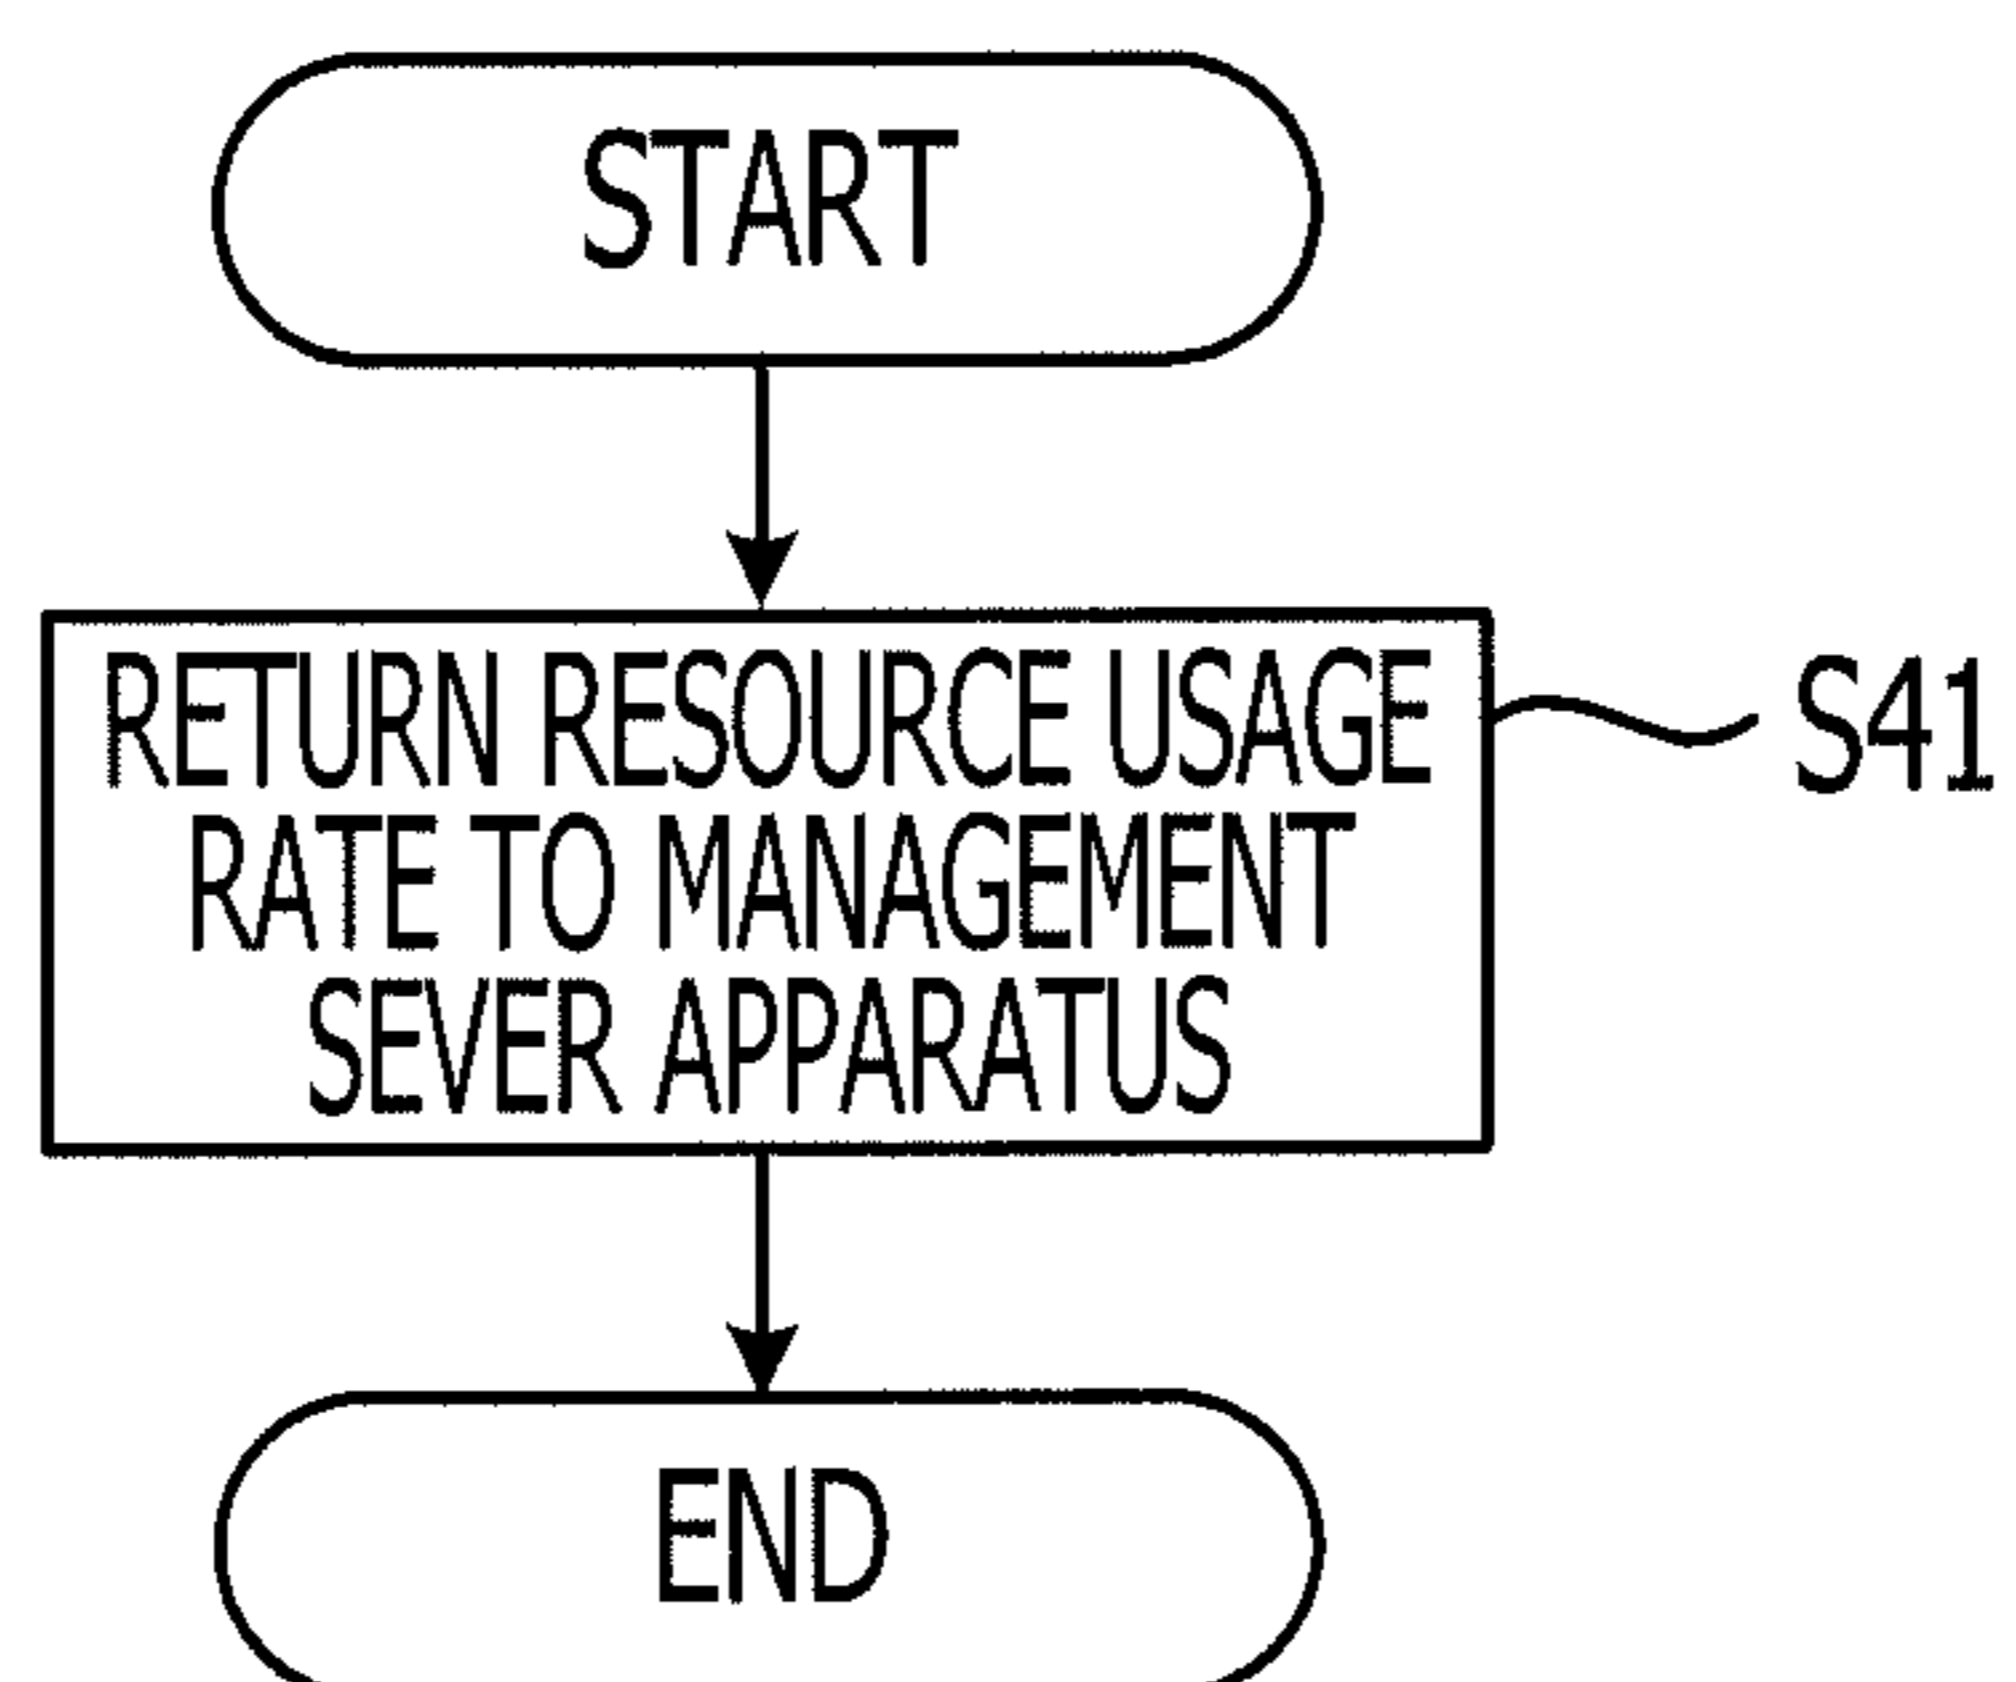 START
RETURN RESOURCE USAGE
RATE TO MANAGEMENT
SEVER APPARATUS
S41
END